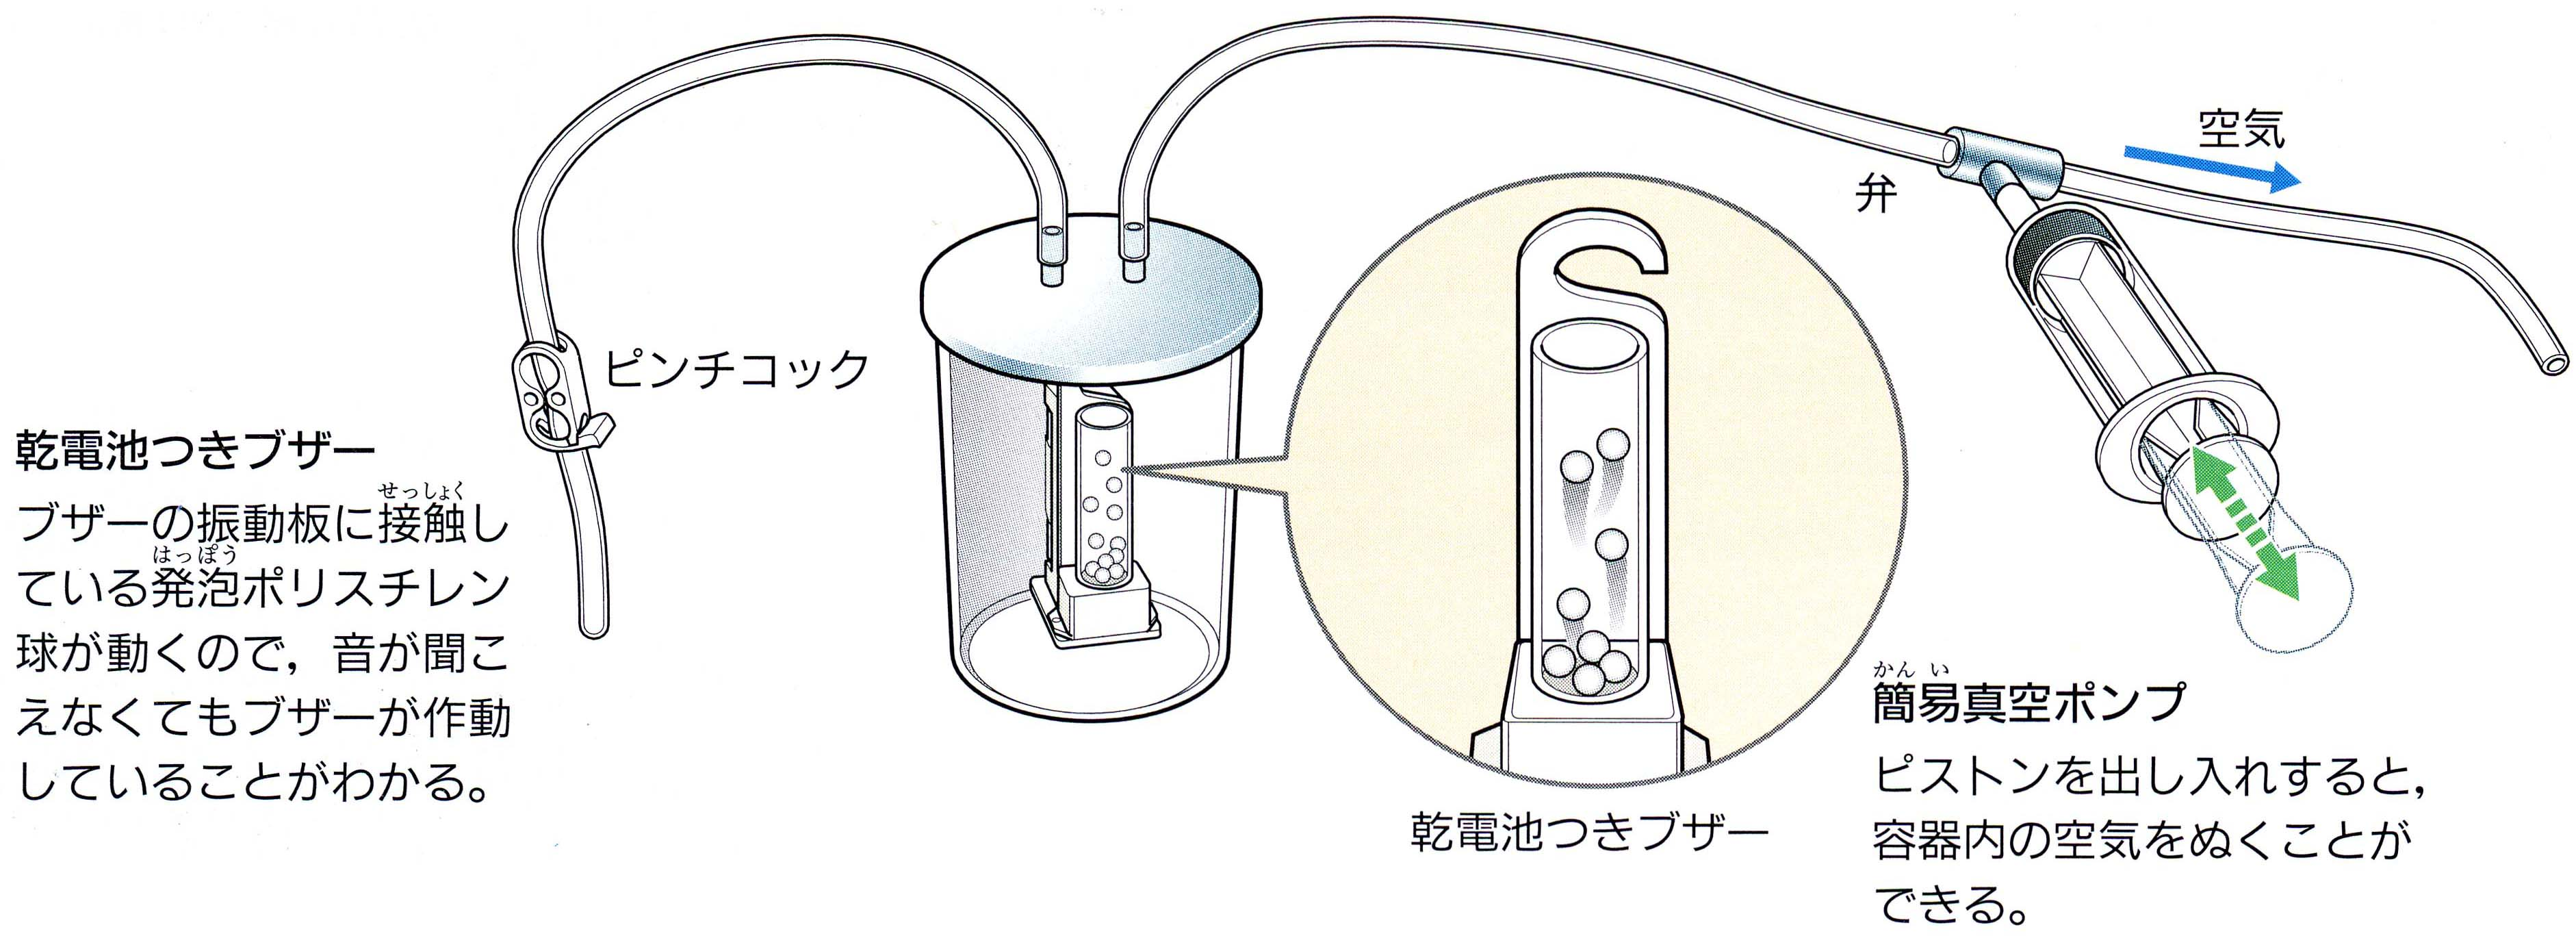 空気
弁
ピンチコック
乾電池つきブザー
せっしょく
ブザーの振動板に接触し
はっぽう
ている発泡ポリスチレン
球が動くので，音が聞こ
えなくてもブザーが作動
していることがわかる。
乾電池つきブザー
かん い
簡易真空ポンプ
ピストンを出し入れすると，
容器内の空気をぬくことが
できる。